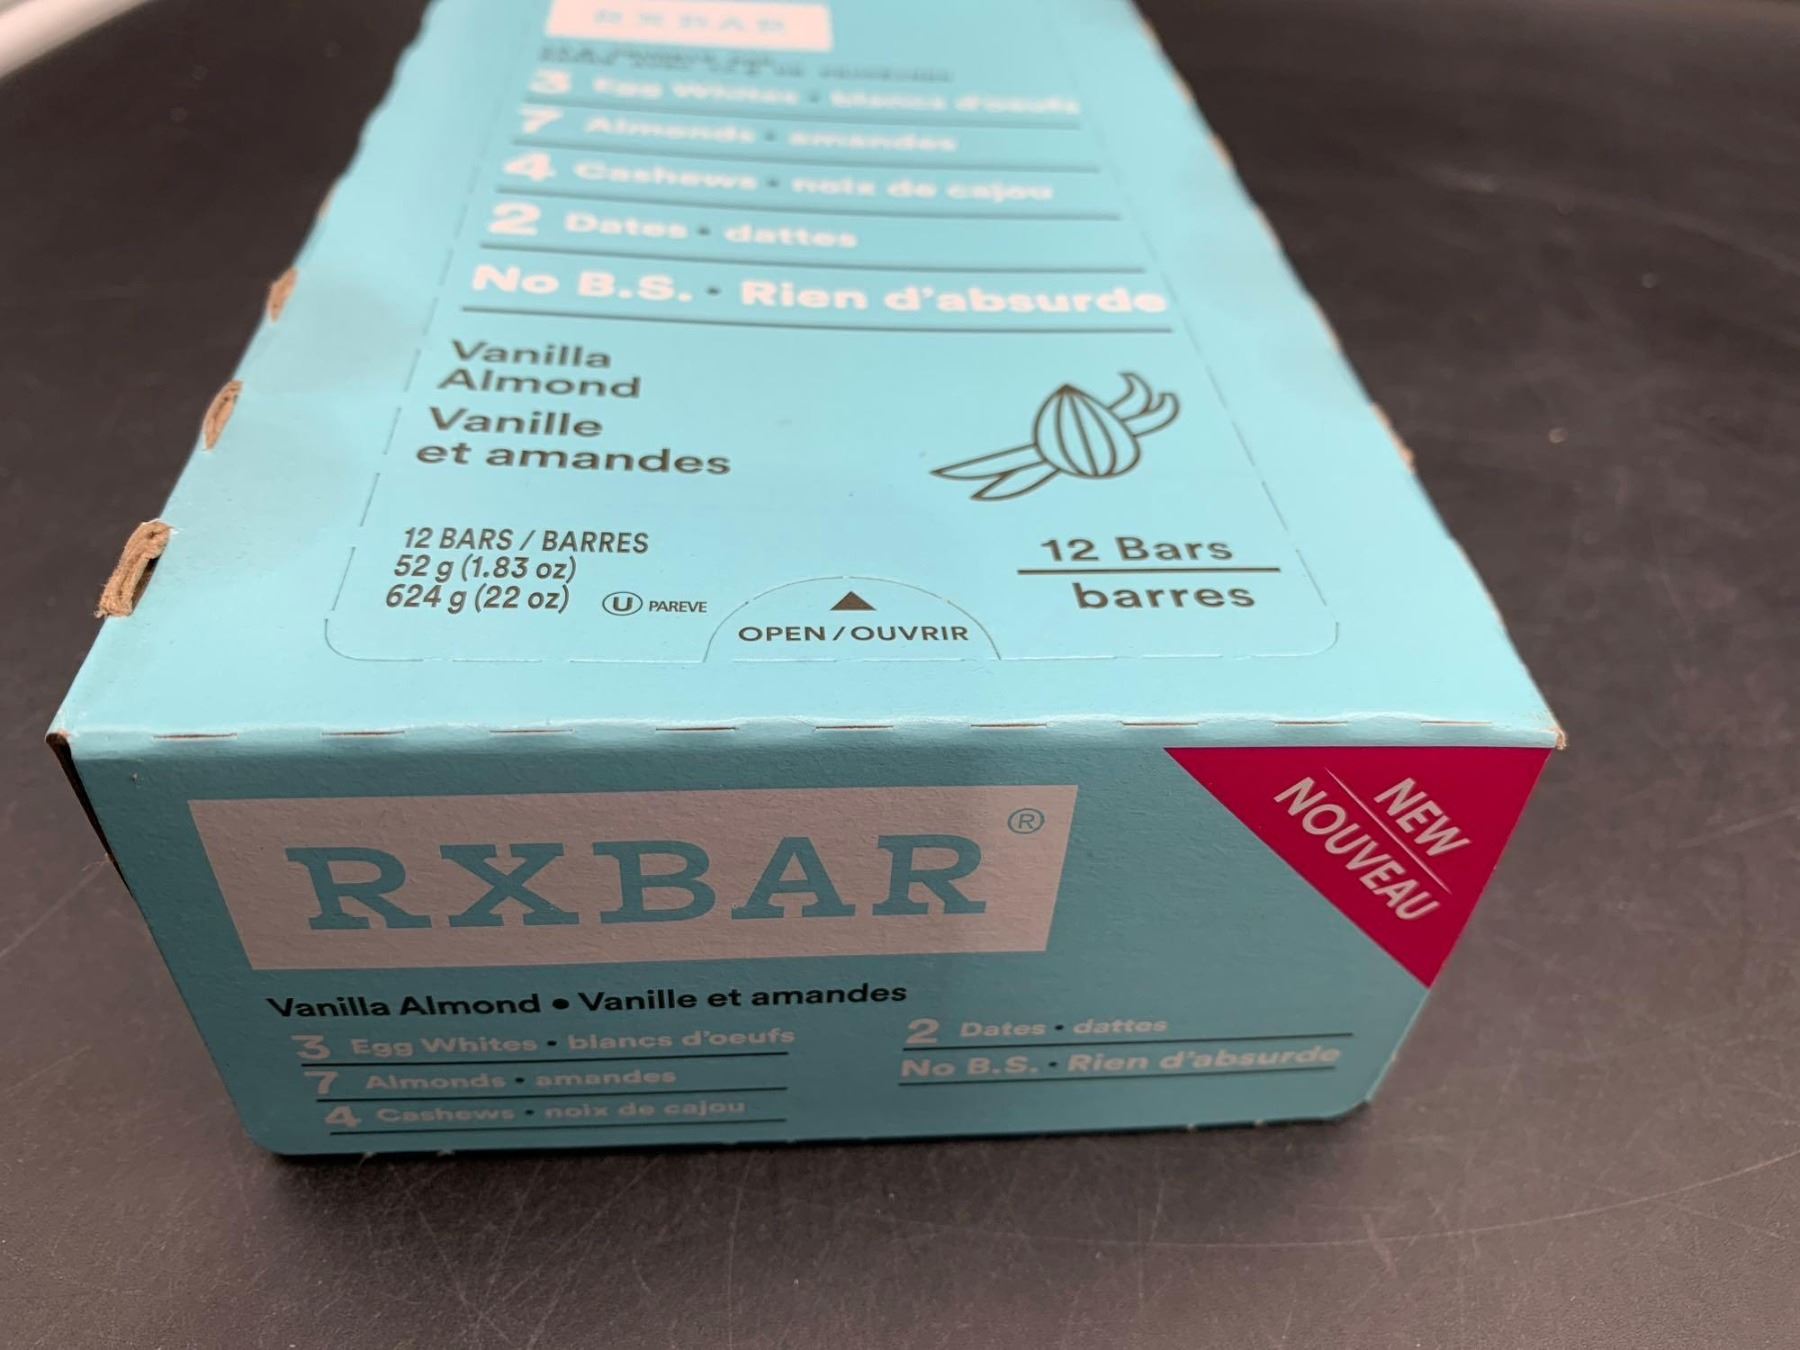 RXBAR
3 Egg Whites • blancs d'oeufs
7 Almonds • amandes
4 Cashews • noix de cajou
2 Dates • dattes
No B.S. • Rien d'absurde
Vanilla
Almond
Vanille
et amandes
12 BARS / BARRES
52 g (1.83 oz)
624 g (22 oz) U PAREVE
12 Bars
barres
OPEN / OUVRIR
NEW
NOUVEAU
RXBAR®
Vanilla Almond • Vanille et amandes
3 Egg Whites • blancs d'oeufs
7 Almonds • amandes
4 Cashews • noix de cajou
2 Dates • dattes
No B.S. • Rien d'absurde